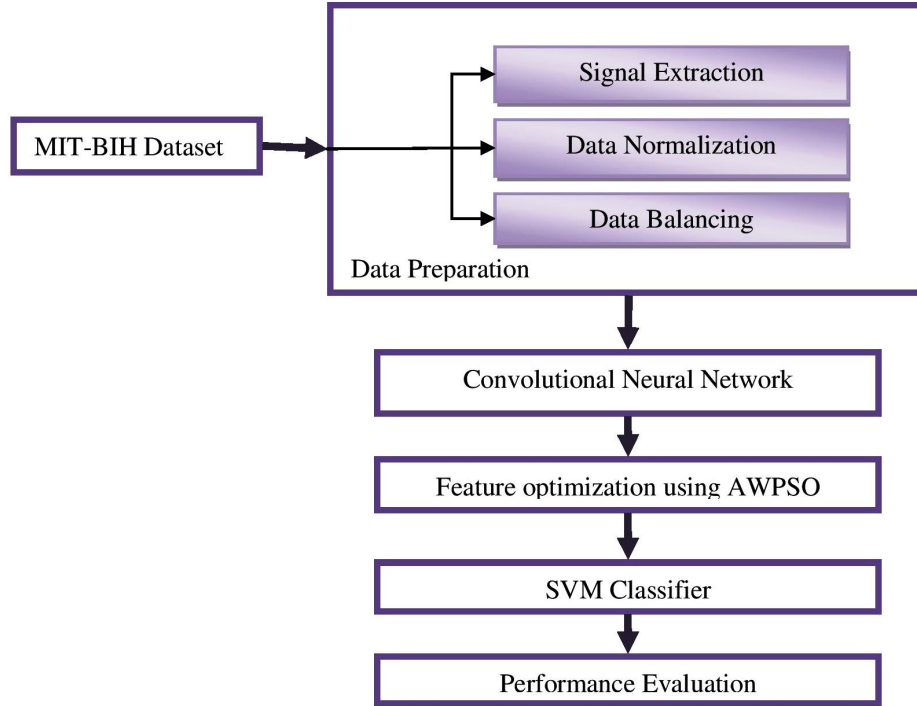 MIT-BIH Dataset
Signal Extraction
Data Normalization
Data Balancing
Data Preparation
Convolutional Neural Network
Feature optimization using AWPSO
SVM Classifier
Performance Evaluation